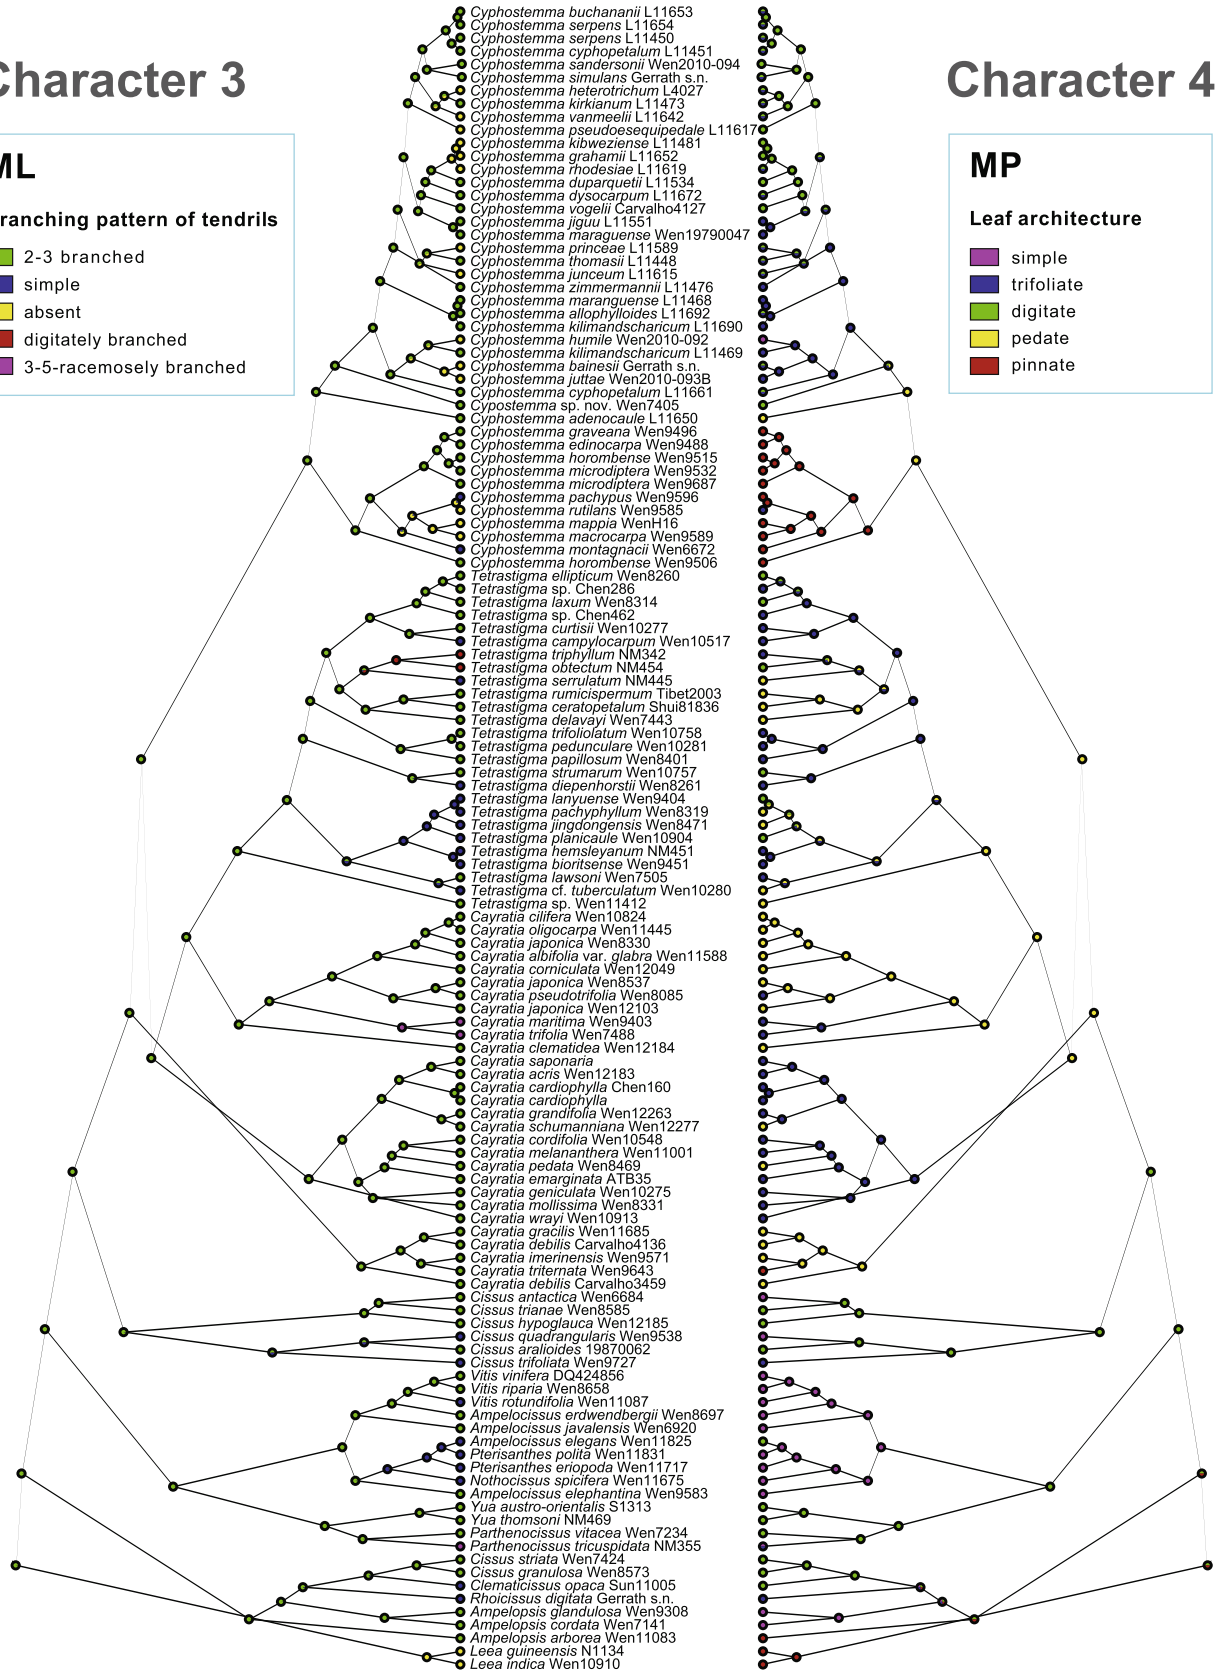 Character 3
ML
ranching pattern of tendrils
2-3 branched
simple
absent
digitately branched
3-5-racemosely branched
Character 4
MP
Leaf architecture
simple
trifoliate
digitate
pedate
pinnate
Cyphostemma buchananii L11653
Cyphostemma serpens L11654
Cyphostemma serpens L11450
Cyphostemma cyphopetalum L11451
Cyphostemma sandersonii Wen2010-094
Cyphostemma simulans Gerrath s.n.
Cyphostemma heterotrichum L4027
Cyphostemma kirkianum L11473
Cyphostemma vanmeelii L11642
Cyphostemma pseudoesequipedale L11617
Cyphostemma kibweziense L11481
Cyphostemma grahamii L11652
Cyphostemma rhodesiae L11619
Cyphostemma duparquetii L11534
Cyphostemma dysocarpum L11672
Cyphostemma vogelii Carvalho4127
Cyphostemma jiguu L11551
Cyphostemma maraguense Wen19790047
Cyphostemma princeae L11589
Cyphostemma thomasii L11448
Cyphostemma junceum L11615
Cyphostemma zimmermannii L11476
Cyphostemma maranguense L11468
Cyphostemma allophylloides L11692
Cyphostemma kilimandscharicum L11690
Cyphostemma humile Wen2010-092
Cyphostemma kilimandscharicum L11469
Cyphostemma bainesii Gerrath s.n.
Cyphostemma juttae Wen2010-093B
Cyphostemma cyphopetalum L11661
Cypostemma sp. nov. Wen7405
Cyphostemma adenocaule L11650
Cyphostemma graveana Wen9496
Cyphostemma edinocarpa Wen9488
Cyphostemma horombense Wen9515
Cyphostemma microdiptera Wen9532
Cyphostemma microdiptera Wen9687
Cyphostemma pachypus Wen9596
Cyphostemma rutilans Wen9585
Cyphostemma mappia WenH16
Cyphostemma macrocarpa Wen9589
Cyphostemma montagnacii Wen6672
Cyphostemma horombense Wen9506
Tetrastigma ellipticum Wen8260
Tetrastigma sp. Chen286
Tetrastigma laxum Wen8314
Tetrastigma sp. Chen462
Tetrastigma curtisii Wen10277
Tetrastigma campylocarpum Wen10517
Tetrastigma triphyllum NM342
Tetrastigma obtectum NM454
Tetrastigma serrulatum NM445
Tetrastigma rumicispermum Tibet2003
Tetrastigma ceratopetalum Shui81836
Tetrastigma delavayi Wen7443
Tetrastigma trifoliolatum Wen10758
Tetrastigma pedunculare Wen10281
Tetrastigma papillosum Wen8401
Tetrastigma strumarum Wen10757
Tetrastigma diepenhorstii Wen8261
Tetrastigma lanyuense Wen9404
Tetrastigma pachyphyllum Wen8319
Tetrastigma jingdongensis Wen8471
Tetrastigma planicaule Wen10904
Tetrastigma hemsleyanum NM451
Tetrastigma bioritsense Wen9451
Tetrastigma lawsoni Wen7505
Tetrastigma cf. tuberculatum Wen10280
Tetrastigma sp. Wen11412
Cayratia cilifera Wen10824
Cayratia oligocarpa Wen11445
Cayratia japonica Wen8330
Cayratia albifolia var. glabra Wen11588
Cayratia corniculata Wen12049
Cayratia japonica Wen8537
Cayratia pseudotrifolia Wen8085
Cayratia japonica Wen12103
Cayratia maritima Wen9403
Cayratia trifolia Wen7488
Cayratia clematidea Wen12184
Cayratia saponaria
Cayratia acris Wen12183
Cayratia cardiophylla Chen160
Cayratia cardiophylla
Cayratia grandifolia Wen12263
Cayratia schumanniana Wen12277
Cayratia cordifolia Wen10548
Cayratia melananthera Wen11001
Cayratia pedata Wen8469
Cayratia emarginata ATB35
Cayratia geniculata Wen10275
Cayratia mollissima Wen8331
Cayratia wrayi Wen10913
Cayratia gracilis Wen11685
Cayratia debilis Carvalho4136
Cayratia imerinensis Wen9571
Cayratia triternata Wen9643
Cayratia debilis Carvalho3459
Cissus antactica Wen6684
Cissus trianae Wen8585
Cissus hypoglauca Wen12185
Cissus quadrangularis Wen9538
Cissus aralioides 19870062
Cissus trifoliata Wen9727
Vitis vinifera DQ424856
Vitis riparia Wen8658
Vitis rotundifolia Wen11087
Ampelocissus erdwendbergii Wen8697
Ampelocissus javalensis Wen6920
Ampelocissus elegans Wen11825
Pterisanthes polita Wen11831
Pterisanthes eriopoda Wen11717
Nothocissus spicifera Wen11675
Ampelocissus elephantina Wen9583
Yua austro-orientalis S1313
Yua thomsoni NM469
Parthenocissus vitacea Wen7234
Parthenocissus tricuspidata NM355
Cissus striata Wen7424
Cissus granulosa Wen8573
Clematicissus opaca Sun11005
Rhoicissus digitata Gerrath s.n.
Ampelopsis glandulosa Wen9308
Ampelopsis cordata Wen7141
Ampelopsis arborea Wen11083
Leea guineensis N1134
Leea indica Wen10910